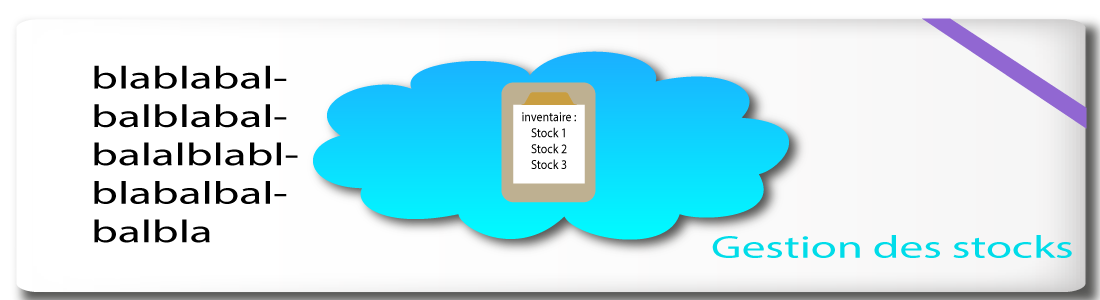 blablabal-
balblabal-
balalblabl-
blabalbal-
balbla
inventaire :
Stock 1
Stock 2
Stock 3
Gestion des stocks